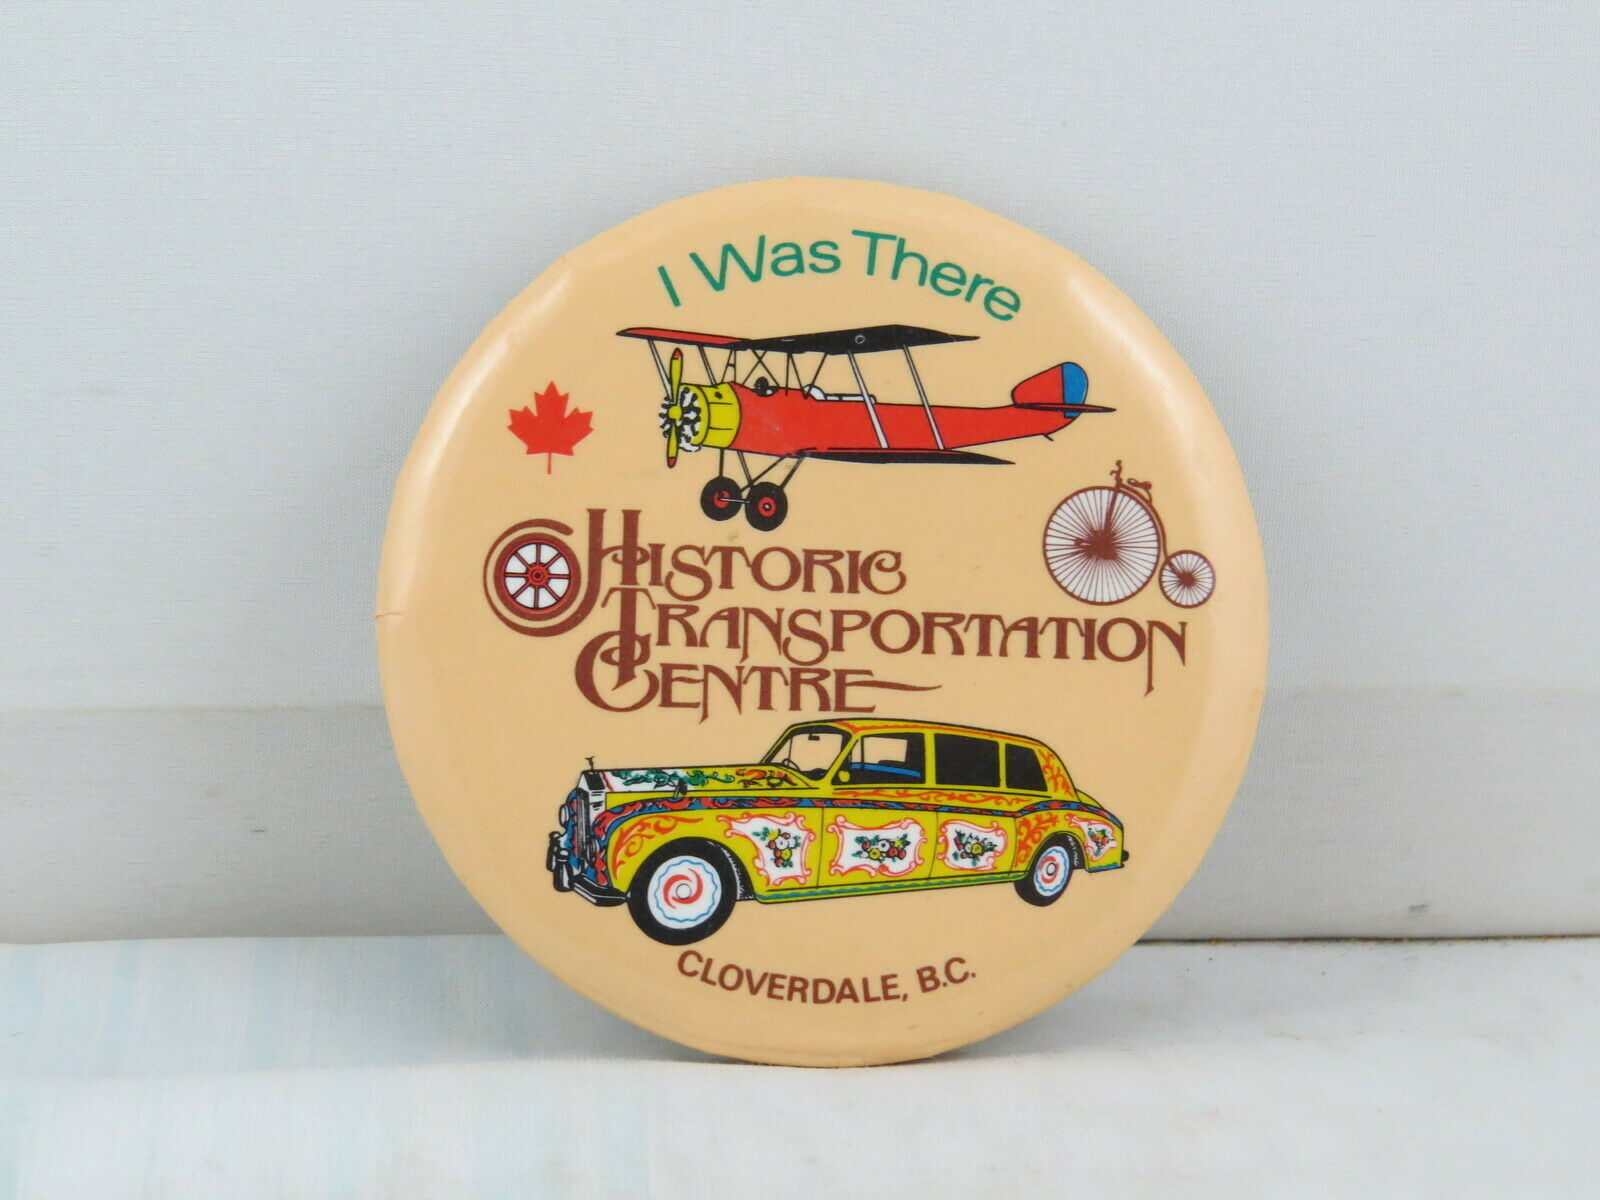 I Was There
HISTORIC
TRANSPORTATION
CENTRE
CLOVERDALE, B.C.